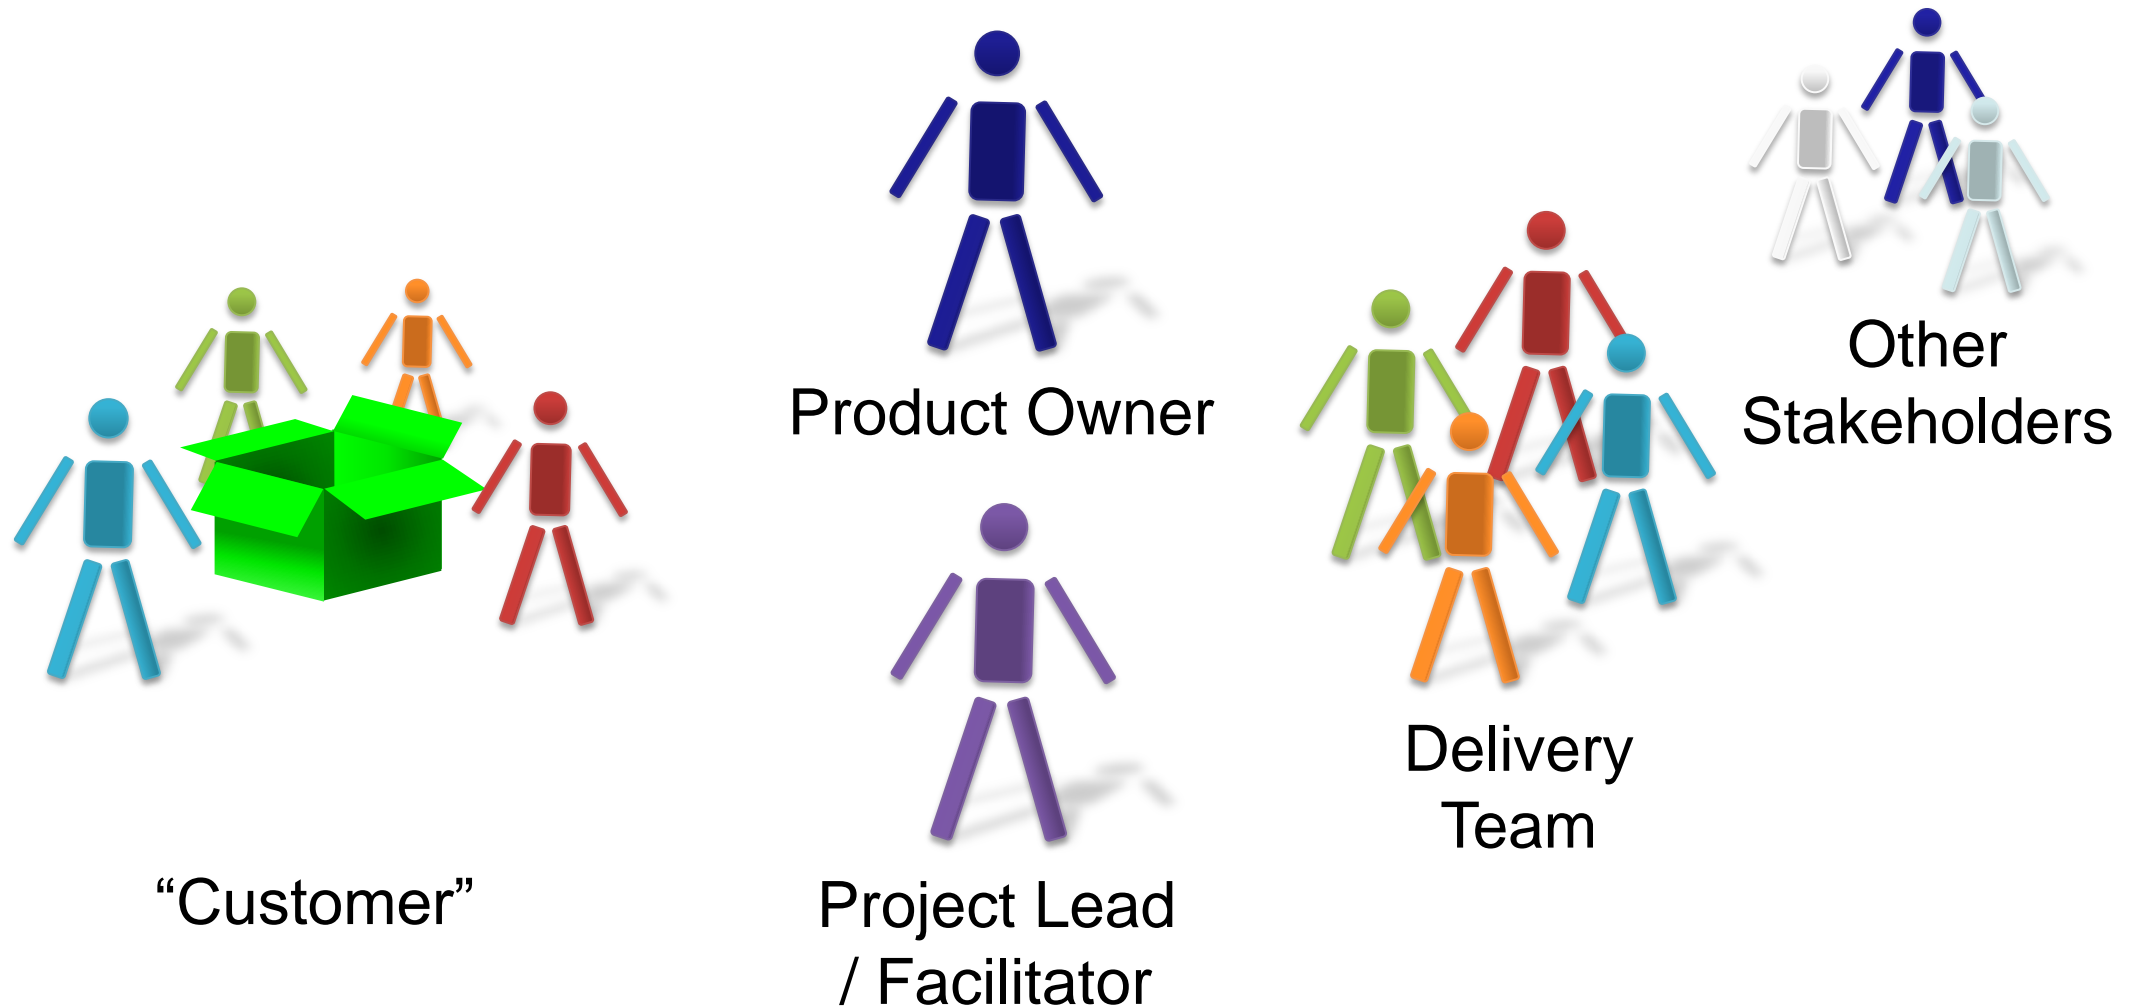 “Customer”
Product Owner
Project Lead
/ Facilitator
Delivery
Team
Other
Stakeholders